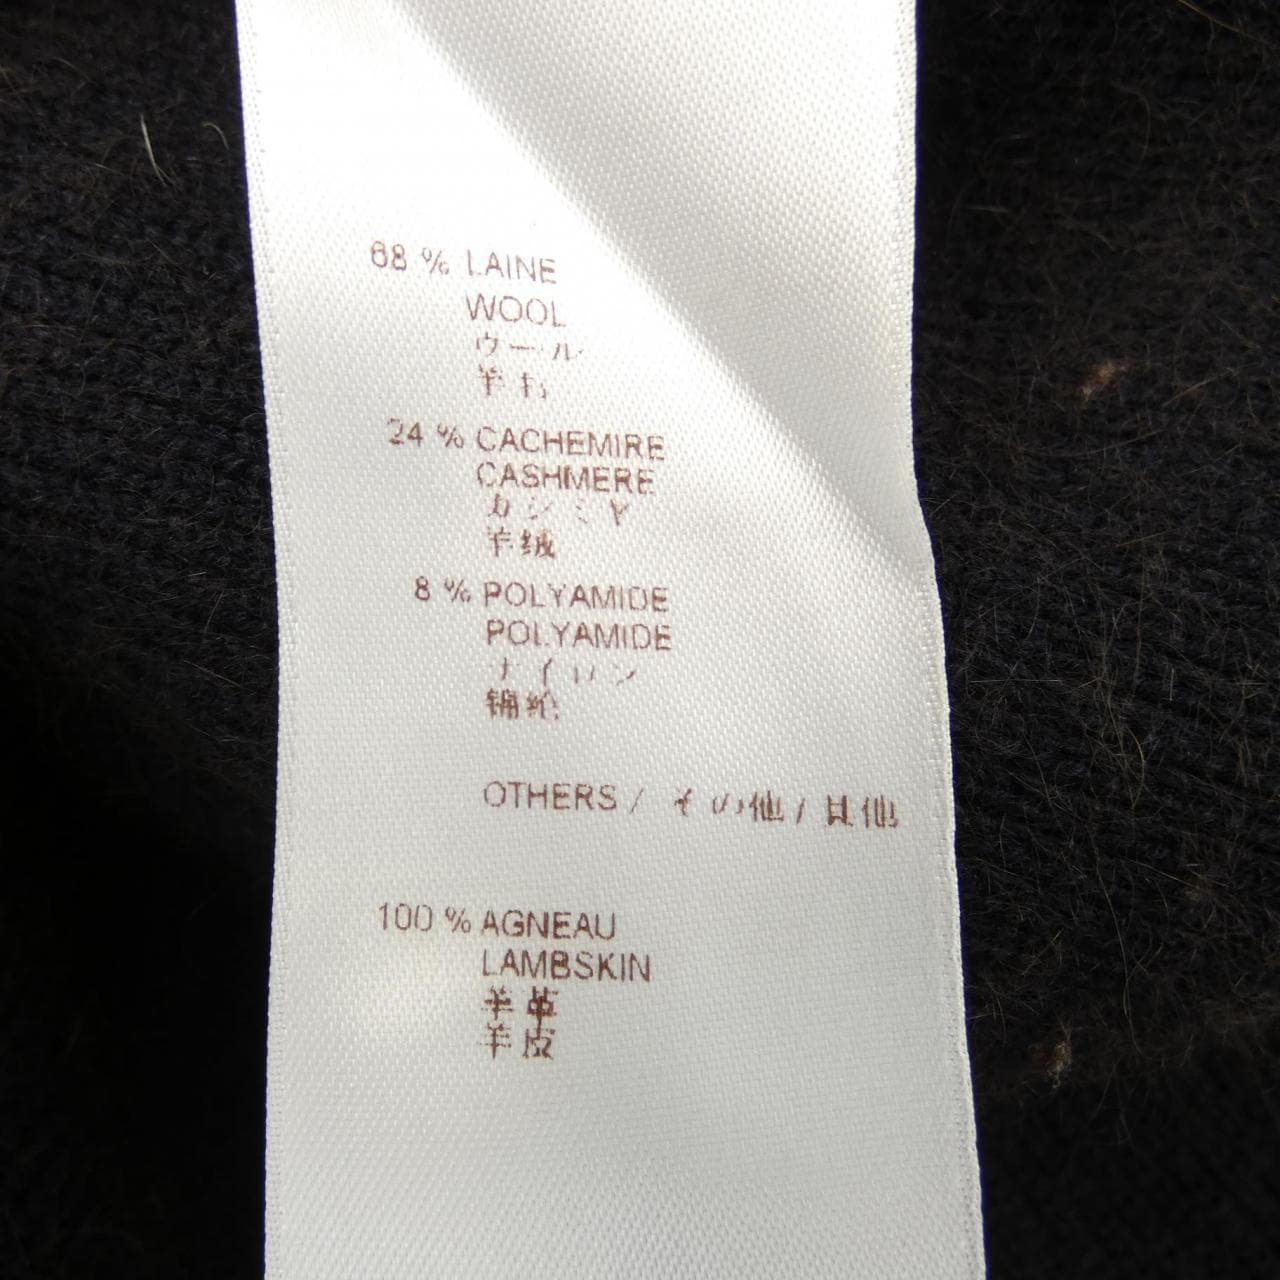 68 % LAINE
WOOL
ウール
羊毛
24 % CACHEMIRE
CASHMERE
カシミヤ
羊绒
8 % POLYAMIDE
POLYAMIDE
ナイロン
锦纶
OTHERS / その他 / 其他
100 % AGNEAU
LAMBSKIN
羊革
羊皮